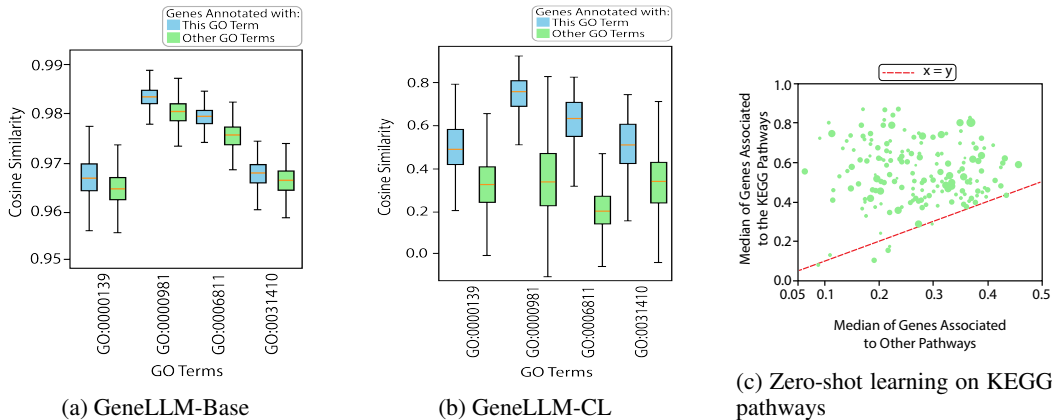 Genes Annotated with:
This GO Term
Other GO Terms
0.99
0.98
0.97
0.96
0.95
Cosine Similarity
GO:0000139
GO:0000981
GO:0006811
GO:0031410
GO Terms
(a) GeneLLM-Base
Genes Annotated with:
This GO Term
Other GO Terms
0.8
0.6
0.4
0.2
0.0
Cosine Similarity
GO:0000139
GO:0000981
GO:0006811
GO:0031410
GO Terms
(b) GeneLLM-CL
x = y
1.0
0.8
0.6
0.4
0.2
0.0
Median of Genes Associated
to the KEGG Pathways
0.05 0.1 0.2 0.3 0.4 0.5
Median of Genes Associated
to Other Pathways
(c) Zero-shot learning on KEGG
pathways